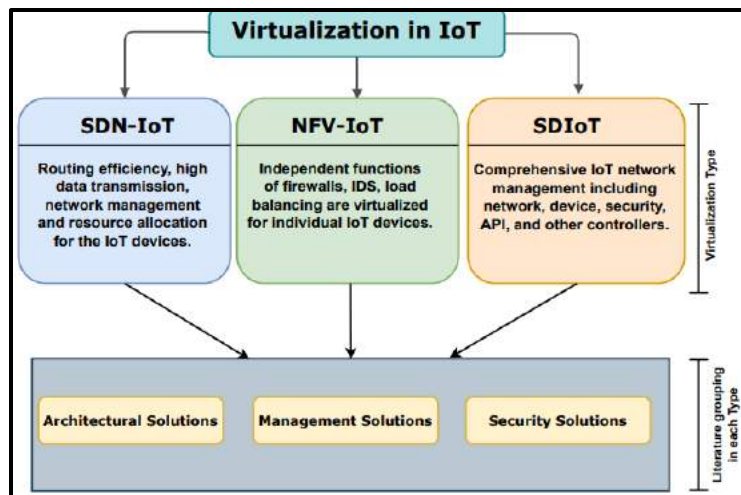 Virtualization in IoT
SDN-IoT
Routing efficiency, high
data transmission,
network management
and resource allocation
for the IoT devices.
NFV-IoT
Independent functions
of firewalls, IDS, load
balancing are virtualized
for individual IoT devices.
SDIoT
Comprehensive IoT network
management including
network, device, security,
API, and other controllers.
Virtualization Type
Architectural Solutions
Management Solutions
Security Solutions
Literature grouping
in each Type